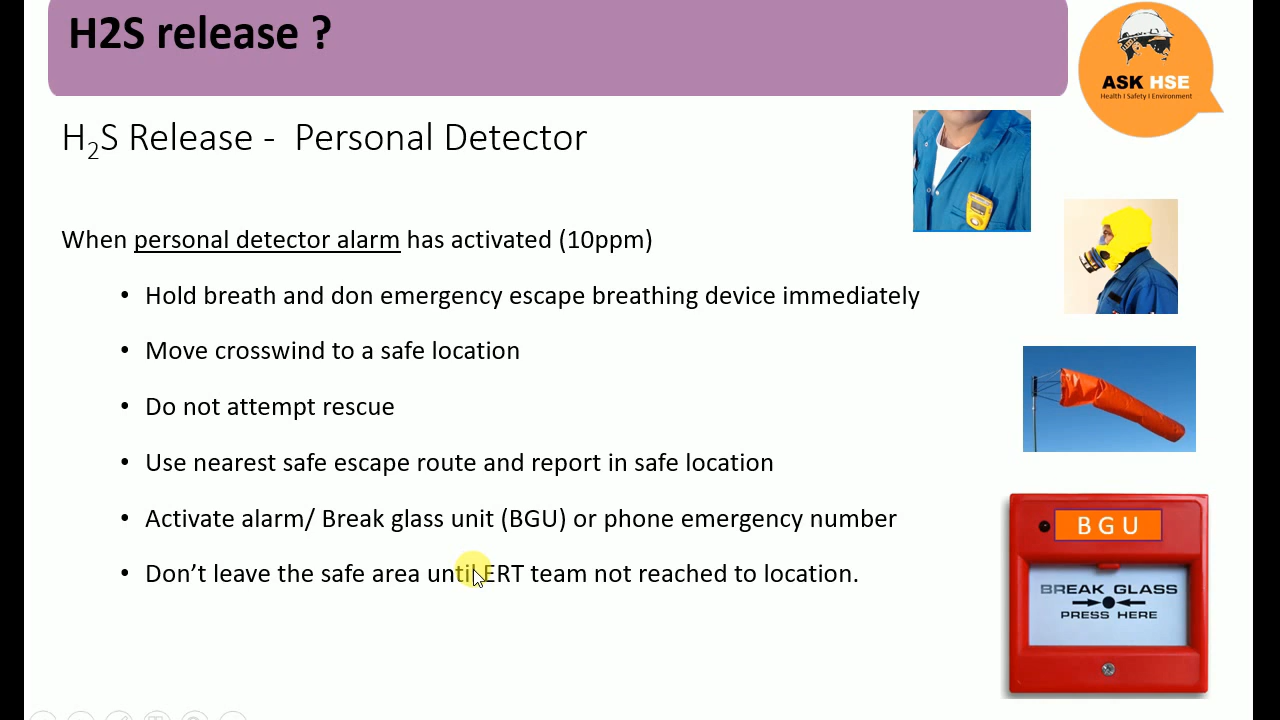 H2S release ?
ASK HSE
Health I Safety I Environment
H2S Release - Personal Detector
When personal detector alarm has activated (10ppm)
• Hold breath and don emergency escape breathing device immediately
• Move crosswind to a safe location
• Do not attempt rescue
• Use nearest safe escape route and report in safe location
• Activate alarm/ Break glass unit (BGU) or phone emergency number
• Don’t leave the safe area until ERT team not reached to location.
B G U
BREAK GLASS
PRESS HERE